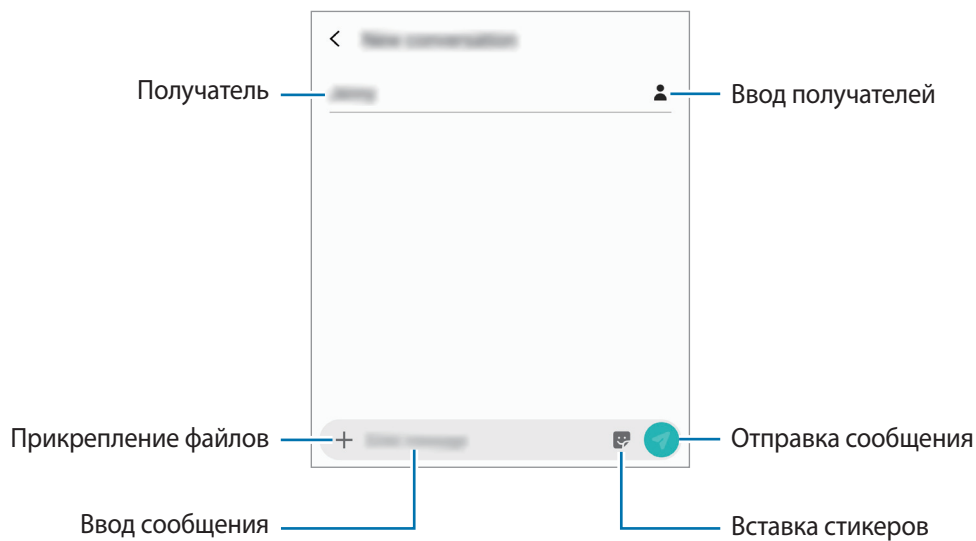 Получатель
Ввод получателей
Прикрепление файлов
Отправка сообщения
Ввод сообщения
Вставка стикеров